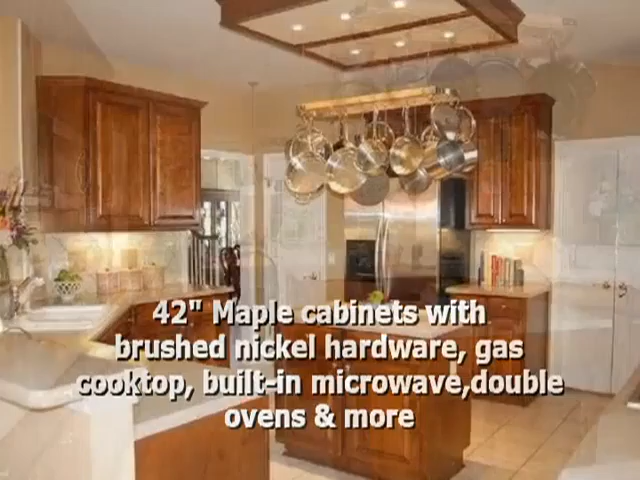 42" Maple cabinets with
brushed nickel hardware, gas
cooktop, built-in microwave,double
ovens & more